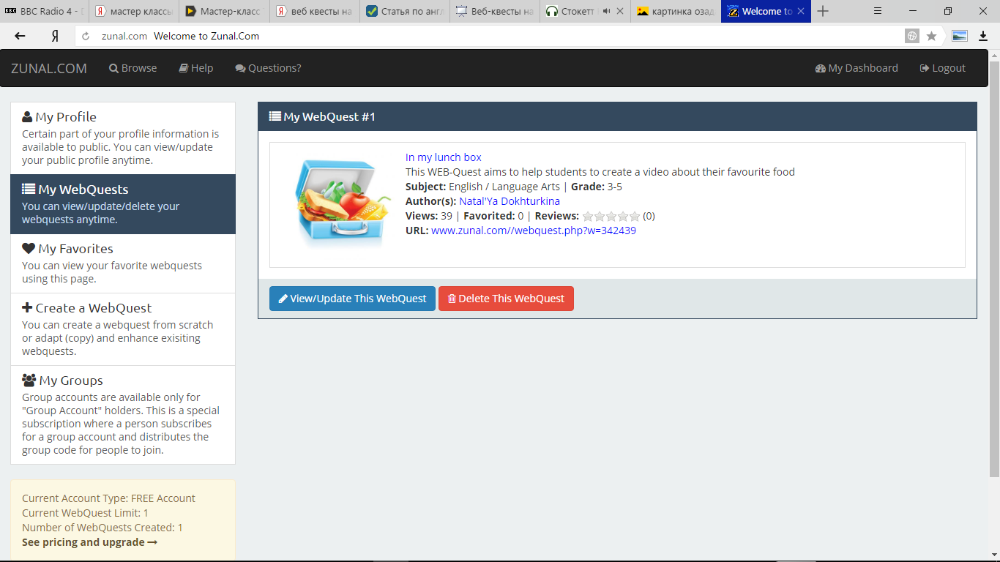 BBC Radio 4 -
мастер классы
Мастер-класс
веб квесты на
Статья по англ
Веб-квесты на
Стокетт
картинка озад
Welcome to
zunal.com Welcome to Zunal.Com
ZUNAL.COM Browse Help Questions? My Dashboard Logout
My Profile
Certain part of your profile information is
available to public. You can view/update
your public profile anytime.
My WebQuests
You can view/update/delete your
webquests anytime.
My Favorites
You can view your favorite webquests
using this page.
Create a WebQuest
You can create a webquest from scratch
or adapt (copy) and enhance exisiting
webquests.
My Groups
Group accounts are available only for
"Group Account" holders. This is a special
subscription where a person subscribes
for a group account and distributes the
group code for people to join.
Current Account Type: FREE Account
Current WebQuest Limit: 1
Number of WebQuests Created: 1
See pricing and upgrade →
My WebQuest #1
In my lunch box
This WEB-Quest aims to help students to create a video about their favourite food
Subject: English / Language Arts | Grade: 3-5
Author(s): Natal'Ya Dokhturkina
Views: 39 | Favorited: 0 | Reviews: (0)
URL: www.zunal.com//webquest.php?w=342439
View/Update This WebQuest Delete This WebQuest